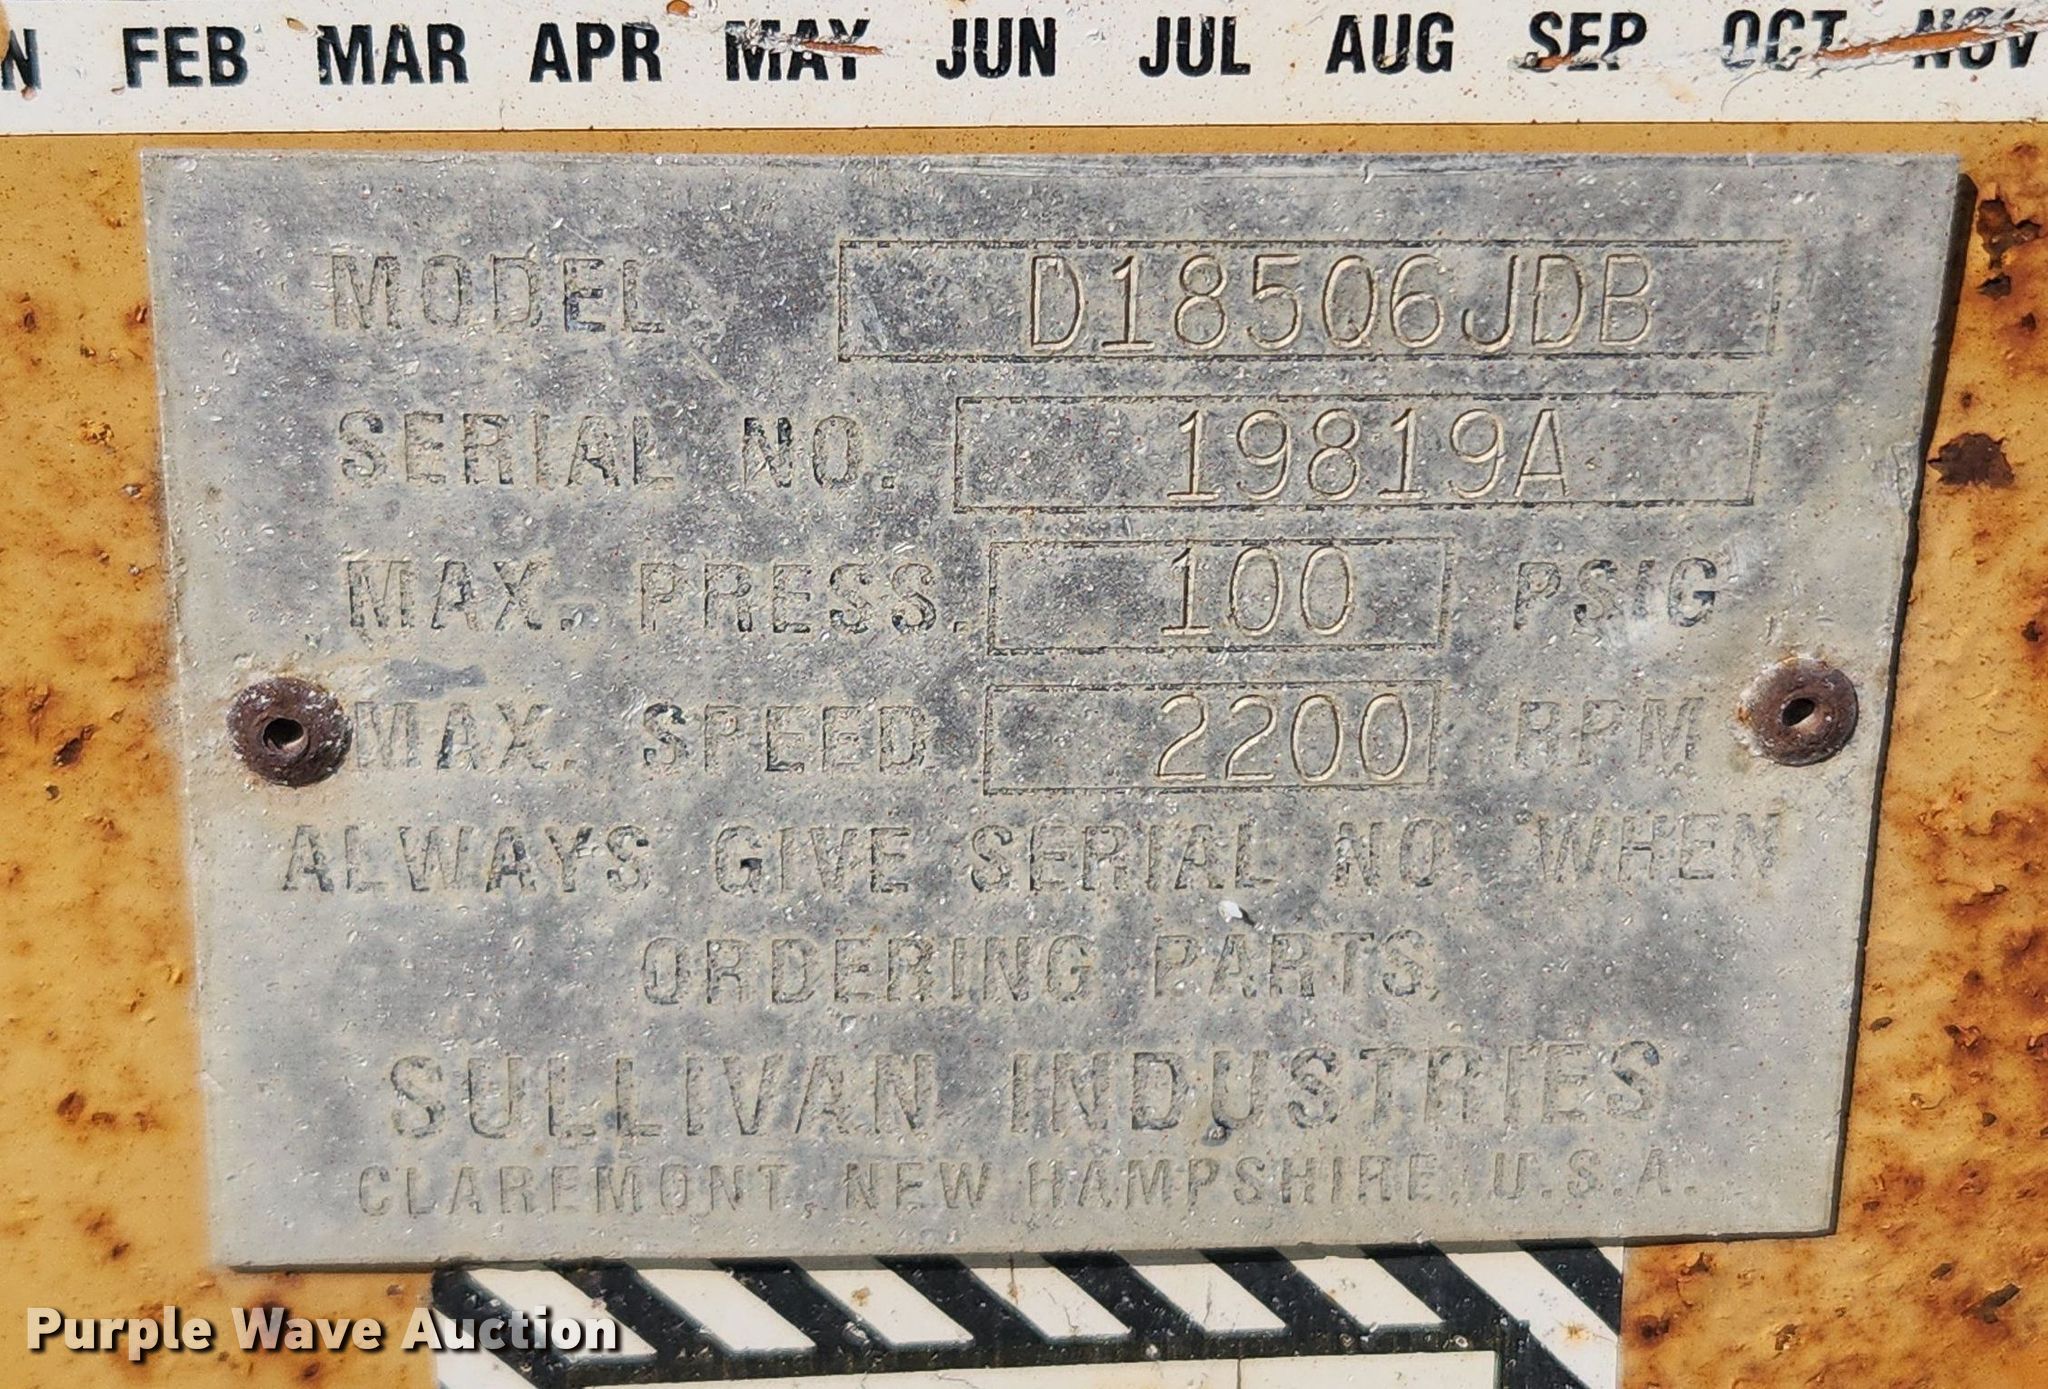 N FEB MAR APR MAY JUN JUL AUG SEP OCT NOV
MODEL D18506JDB
SERIAL NO. 19819A
MAX. PRESS. 100 PSIG
MAX. SPEED 2200 RPM
ALWAYS GIVE SERIAL NO. WHEN
ORDERING PARTS.
SULLIVAN INDUSTRIES
CLAREMONT, NEW HAMPSHIRE, U.S.A.
Purple Wave Auction